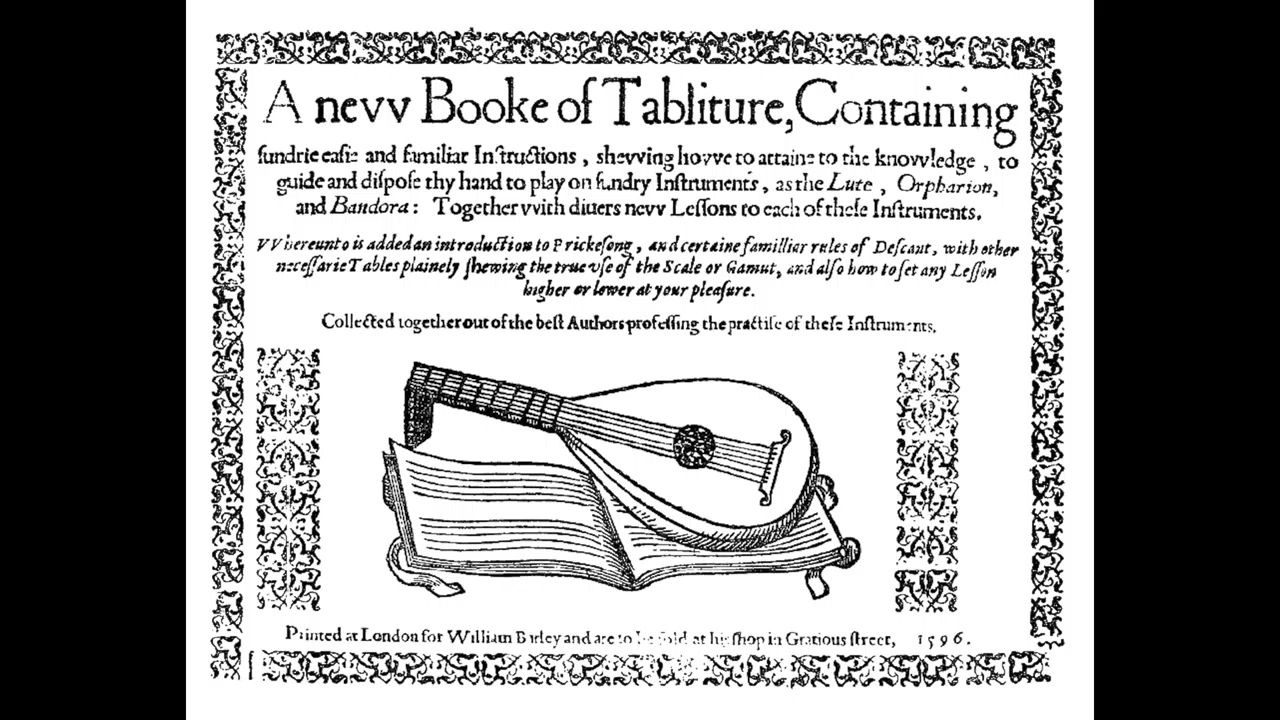 A nevv Booke of Tabliture, Containing
ſundrie eaſie and familiar Inſtructions , ſhevving hovve to attaine to the knovvledge , to
guide and diſpoſe thy hand to play on ſundry Inſtruments , as the Lute , Orpharion,
and Bandora : Together vvith diuers nevv Leſſons to each of theſe Inſtruments.
VVhereunto is added an introduction to Prickeſong , and certaine familliar rules of Deſcant, with other
neceſſarie Tables plainely ſhewing the true vſe of the Scale or Gamut, and alſo how to ſet any Leſſon
higher or lower at your pleaſure.
Collected together out of the beſt Authors profeſſing the practiſe of theſe Inſtruments.
Printed at London for William Barley and are to be ſold at his ſhop in Gratious ſtreet, 1596.